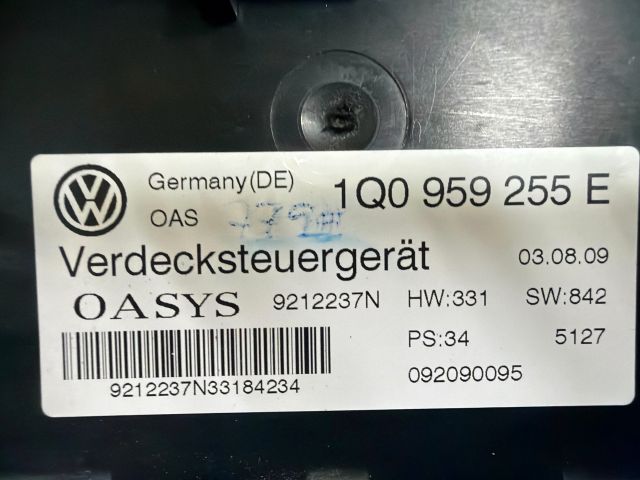 Germany(DE) 1Q0 959 255 E
OAS
Verdecksteuergerät 03.08.09
OASYS 9212237N HW:331 SW:842
PS:34 5127
9212237N33184234 092090095